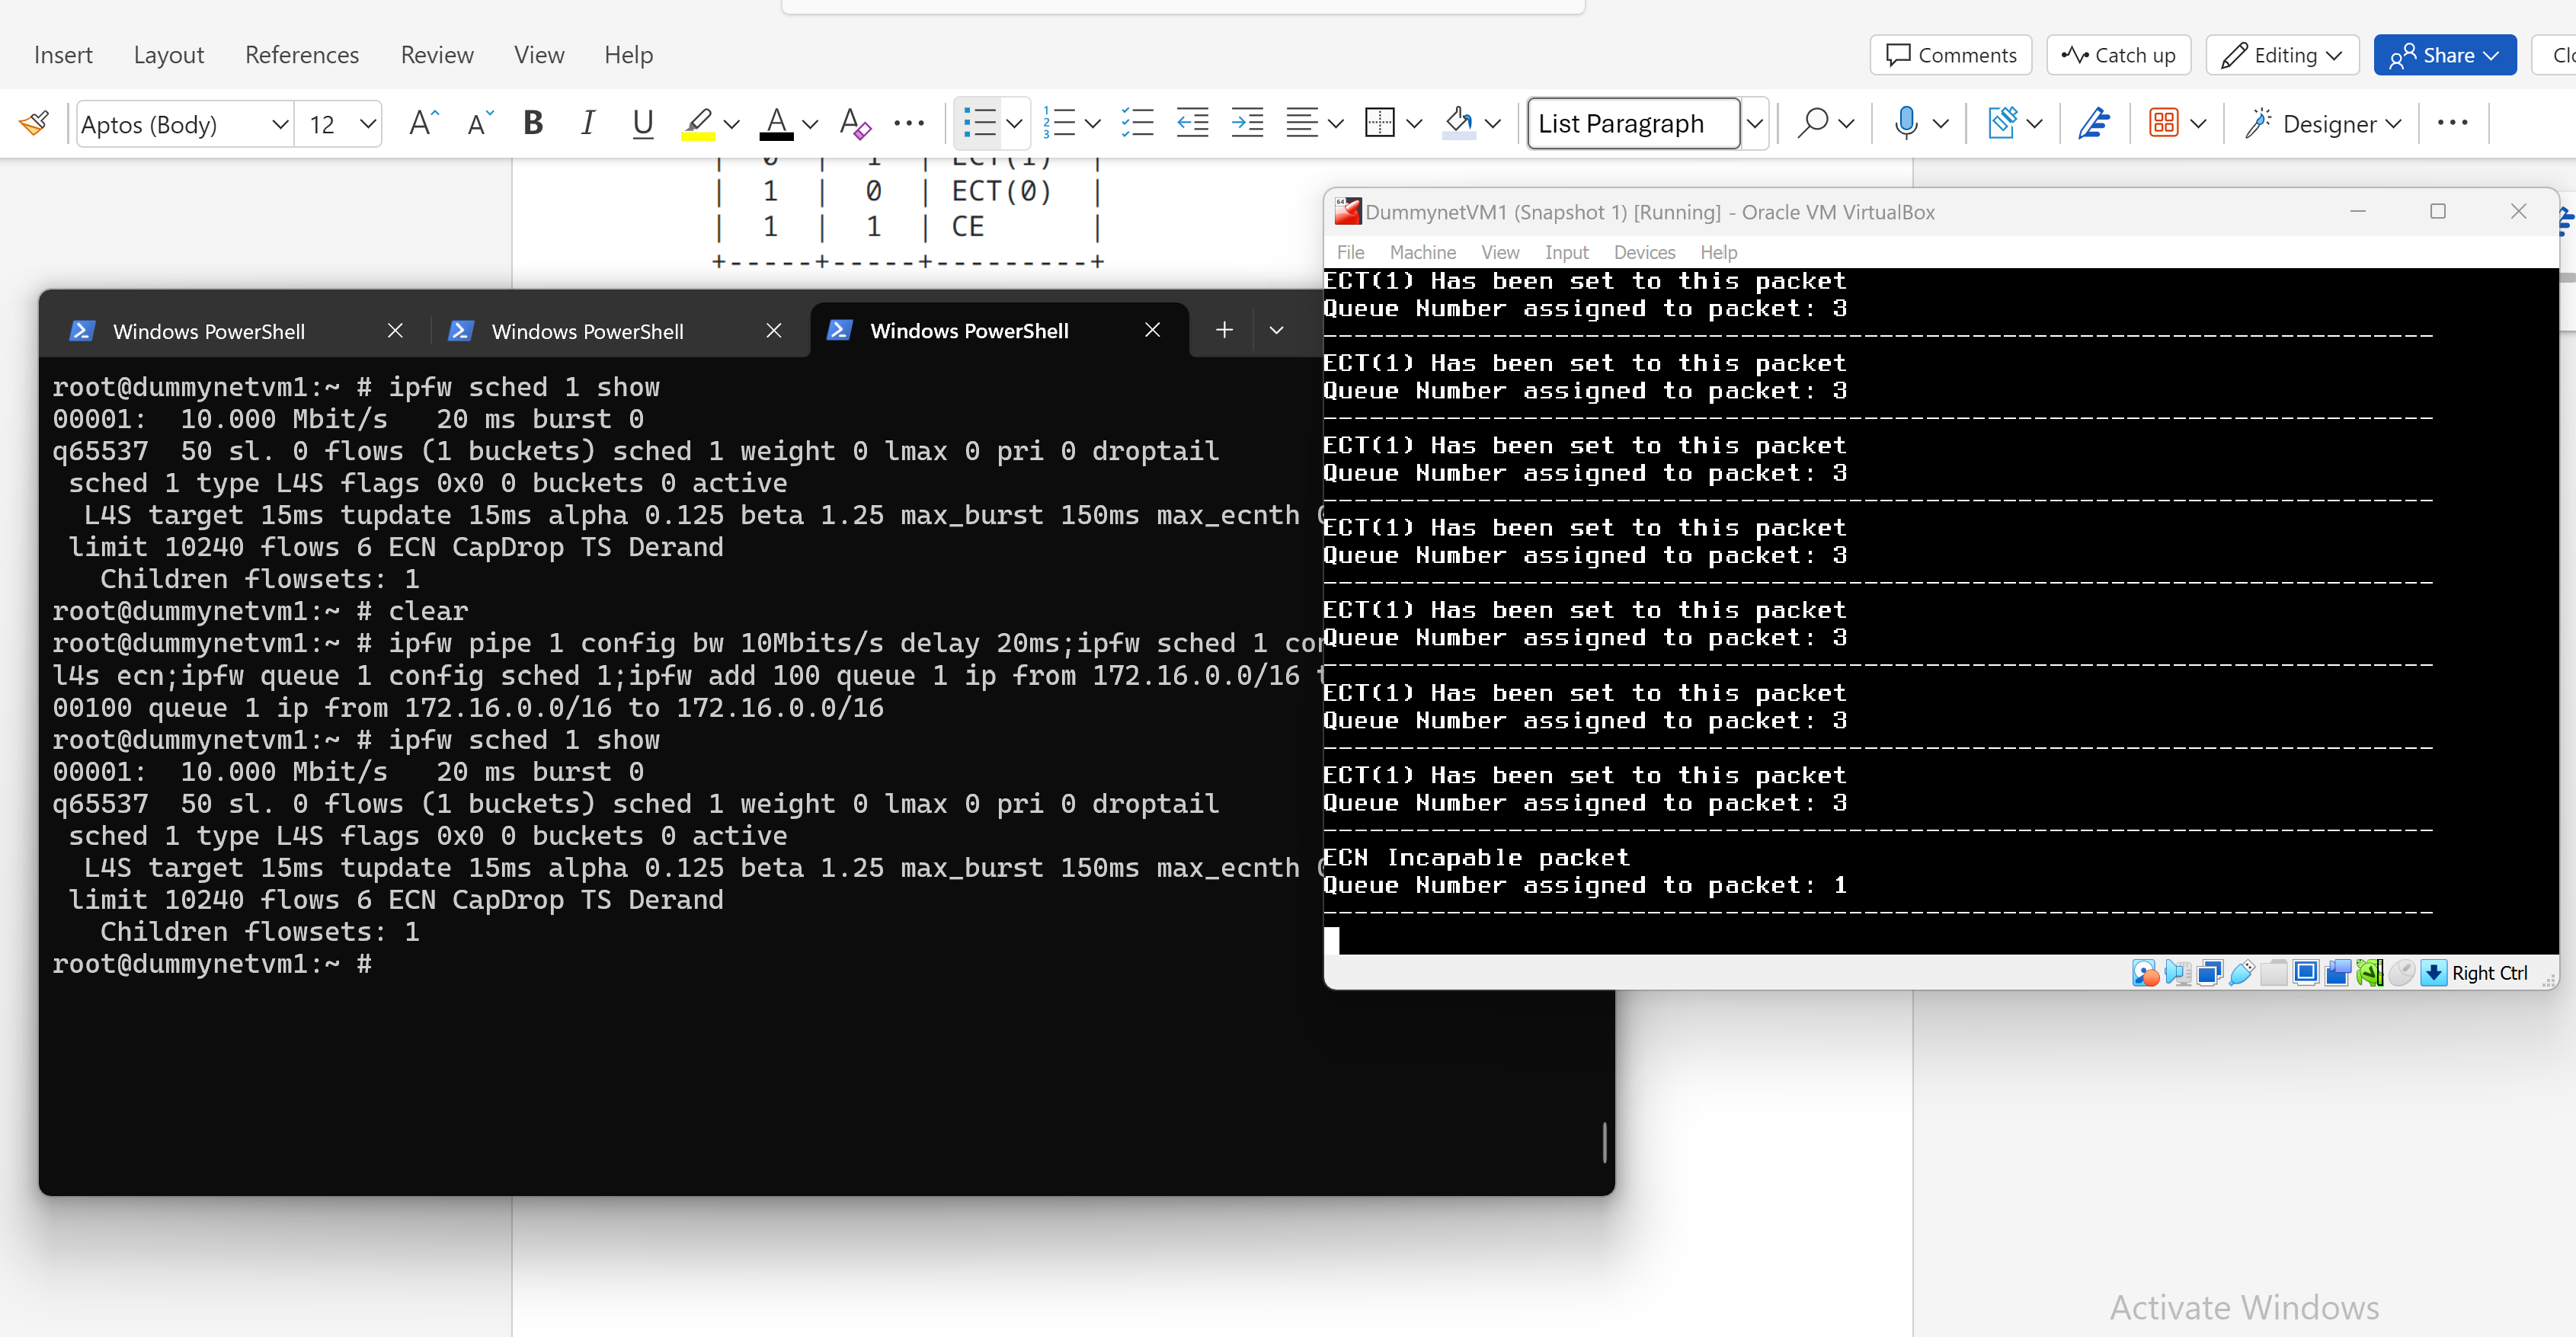 Insert Layout References Review View Help
Comments Catch up Editing Share Clo
Aptos (Body) 12 B I U A List Paragraph Designer
| 0 | 1 | ECT(1) |
| 1 | 0 | ECT(0) |
| 1 | 1 | CE |
+-----+-----+---------+
Windows PowerShell Windows PowerShell Windows PowerShell
root@dummynetvm1:~ # ipfw sched 1 show
00001:  10.000 Mbit/s   20 ms burst 0
q65537  50 sl. 0 flows (1 buckets) sched 1 weight 0 lmax 0 pri 0 droptail
 sched 1 type L4S flags 0x0 0 buckets 0 active
  L4S target 15ms tupdate 15ms alpha 0.125 beta 1.25 max_burst 150ms max_ecnth
 limit 10240 flows 6 ECN CapDrop TS Derand
   Children flowsets: 1
root@dummynetvm1:~ # clear
root@dummynetvm1:~ # ipfw pipe 1 config bw 10Mbits/s delay 20ms;ipfw sched 1 con
l4s ecn;ipfw queue 1 config sched 1;ipfw add 100 queue 1 ip from 172.16.0.0/16 t
00100 queue 1 ip from 172.16.0.0/16 to 172.16.0.0/16
root@dummynetvm1:~ # ipfw sched 1 show
00001:  10.000 Mbit/s   20 ms burst 0
q65537  50 sl. 0 flows (1 buckets) sched 1 weight 0 lmax 0 pri 0 droptail
 sched 1 type L4S flags 0x0 0 buckets 0 active
  L4S target 15ms tupdate 15ms alpha 0.125 beta 1.25 max_burst 150ms max_ecnth
 limit 10240 flows 6 ECN CapDrop TS Derand
   Children flowsets: 1
root@dummynetvm1:~ #
DummynetVM1 (Snapshot 1) [Running] - Oracle VM VirtualBox
File Machine View Input Devices Help
ECT(1) Has been set to this packet
Queue Number assigned to packet: 3
------------------------------------------------------------------------
ECT(1) Has been set to this packet
Queue Number assigned to packet: 3
------------------------------------------------------------------------
ECT(1) Has been set to this packet
Queue Number assigned to packet: 3
------------------------------------------------------------------------
ECT(1) Has been set to this packet
Queue Number assigned to packet: 3
------------------------------------------------------------------------
ECT(1) Has been set to this packet
Queue Number assigned to packet: 3
------------------------------------------------------------------------
ECT(1) Has been set to this packet
Queue Number assigned to packet: 3
------------------------------------------------------------------------
ECT(1) Has been set to this packet
Queue Number assigned to packet: 3
------------------------------------------------------------------------
ECN Incapable packet
Queue Number assigned to packet: 1
------------------------------------------------------------------------
Right Ctrl
Activate Windows